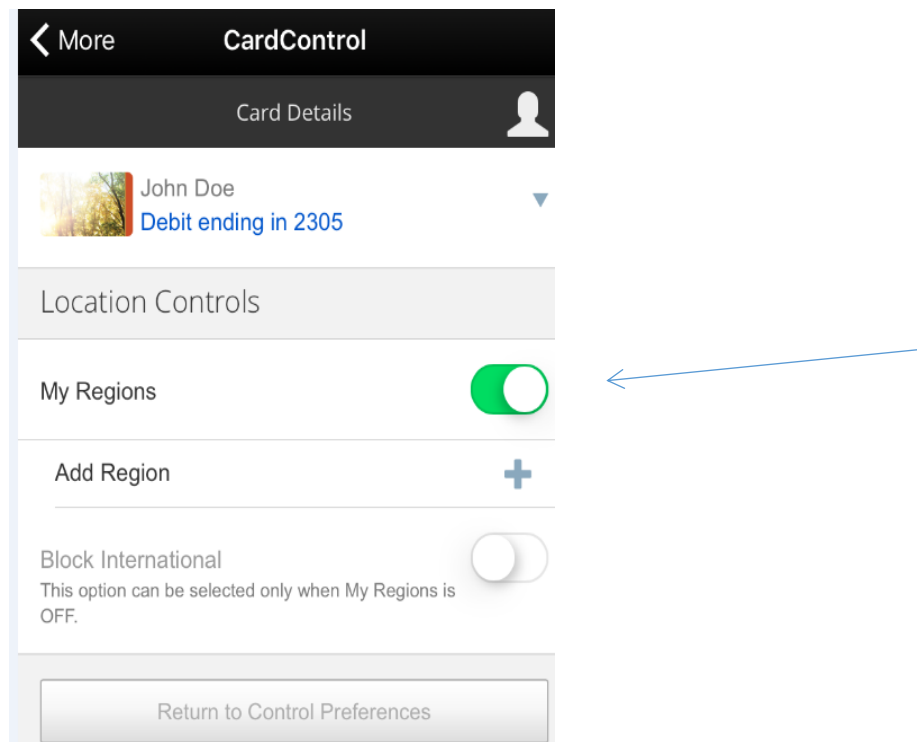 More CardControl
Card Details
John Doe
Debit ending in 2305
Location Controls
My Regions
Add Region
Block International
This option can be selected only when My Regions is
OFF.
Return to Control Preferences